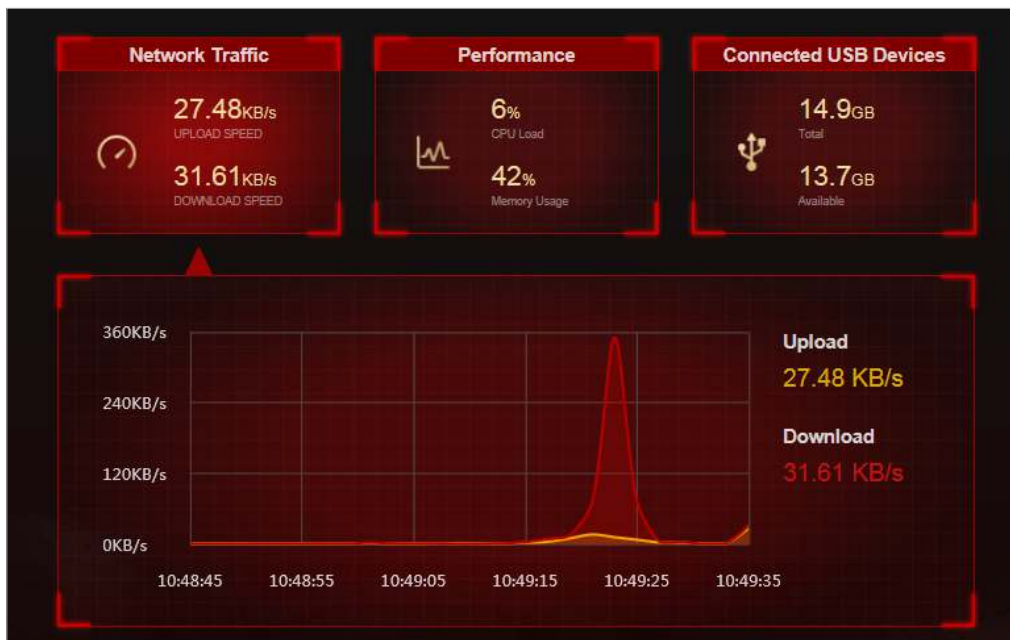 Network Traffic
27.48KB/s
UPLOAD SPEED
31.61KB/s
DOWNLOAD SPEED
Performance
6%
CPU Load
42%
Memory Usage
Connected USB Devices
14.9GB
Total
13.7GB
Available
360KB/s
240KB/s
120KB/s
0KB/s
10:48:45 10:48:55 10:49:05 10:49:15 10:49:25 10:49:35
Upload
27.48 KB/s
Download
31.61 KB/s